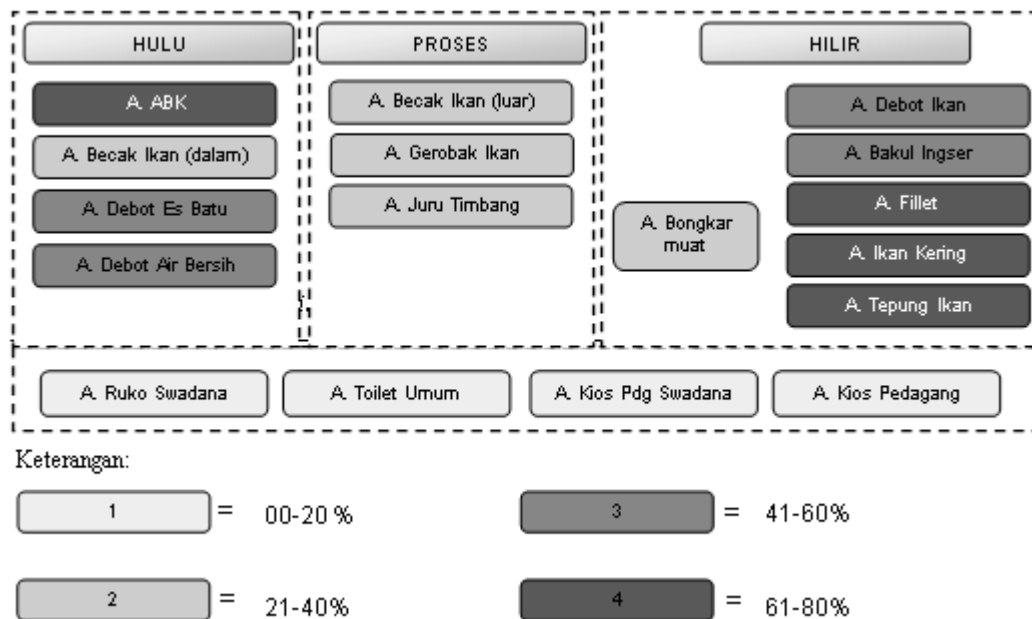 HULU
A. ABK
A. Becak Ikan (dalam)
A. Debot Es Batu
A. Debot Air Bersih
PROSES
A. Becak Ikan (luar)
A. Gerobak Ikan
A. Juru Timbang
HILIR
A. Bongkar
muat
A. Debot Ikan
A. Bakul Ingser
A. Fillet
A. Ikan Kering
A. Tepung Ikan
A. Ruko Swadana
A. Toilet Umum
A. Kios Pdg Swadana
A. Kios Pedagang
Keterangan:
1 = 00-20 %
3 = 41-60%
2 = 21-40%
4 = 61-80%